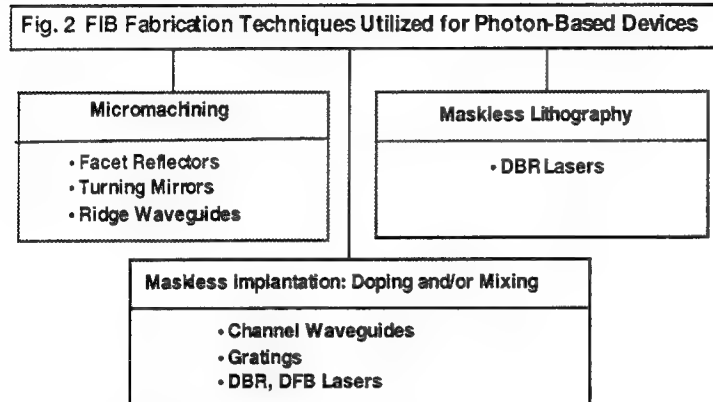 Fig. 2 FIB Fabrication Techniques Utilized for Photon-Based Devices
Micromachining
• Facet Reflectors
• Turning Mirrors
• Ridge Waveguides
Maskless Lithography
• DBR Lasers
Maskless Implantation: Doping and/or Mixing
• Channel Waveguides
• Gratings
• DBR, DFB Lasers